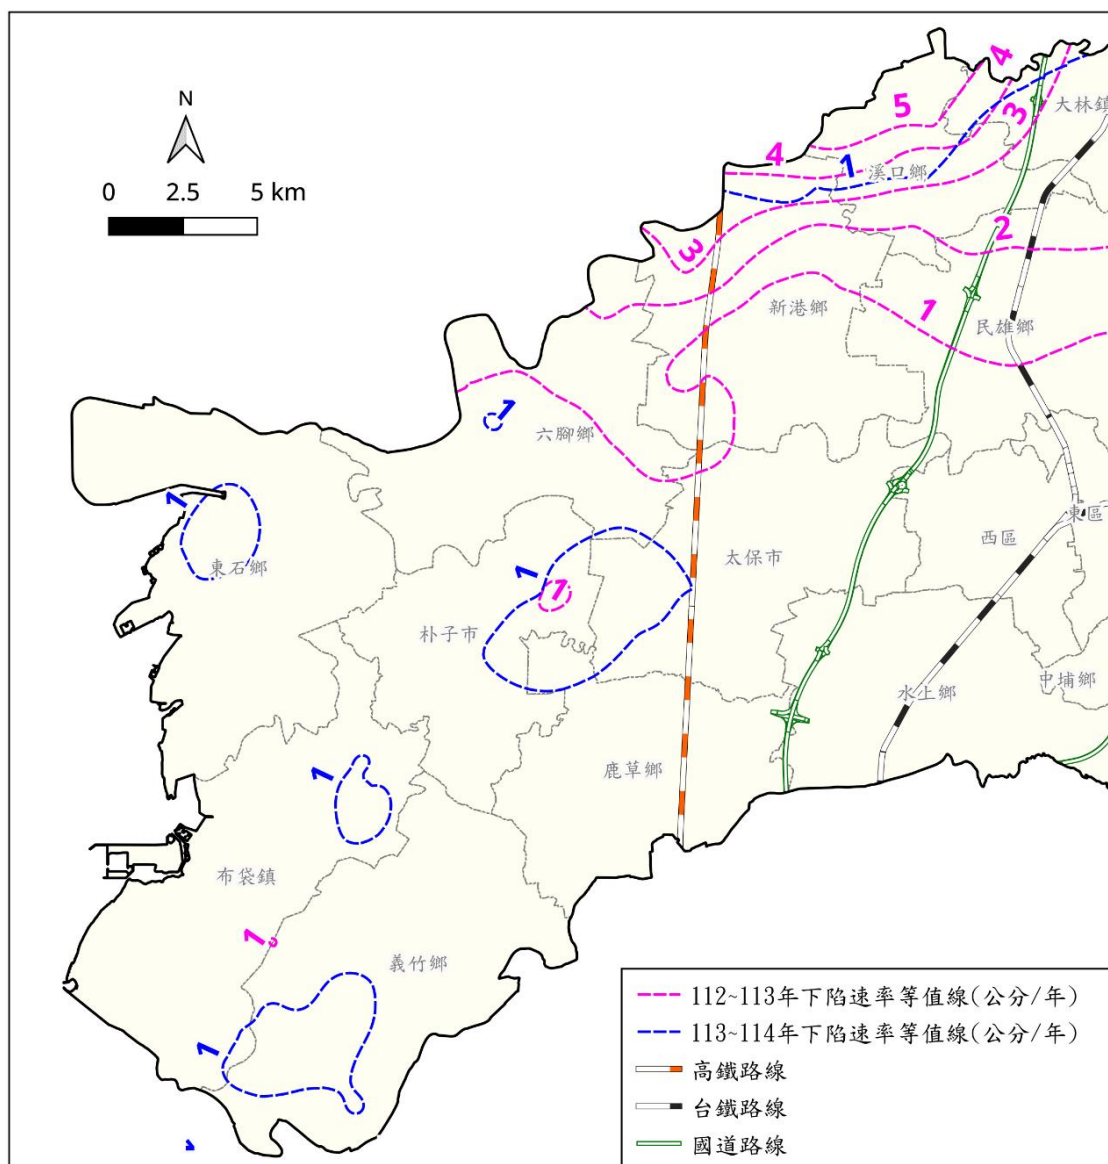 N
0 2.5 5 km
4
5
3
大林鎮
4
1
溪口鄉
3
2
新港鄉
1
民雄鄉
1
六腳鄉
1
東石鄉
西區
東區
太保市
1
1
朴子市
水上鄉
中埔鄉
1
鹿草鄉
布袋鎮
1
義竹鄉
1
112~113年下陷速率等值線(公分/年)
113~114年下陷速率等值線(公分/年)
高鐵路線
台鐵路線
國道路線